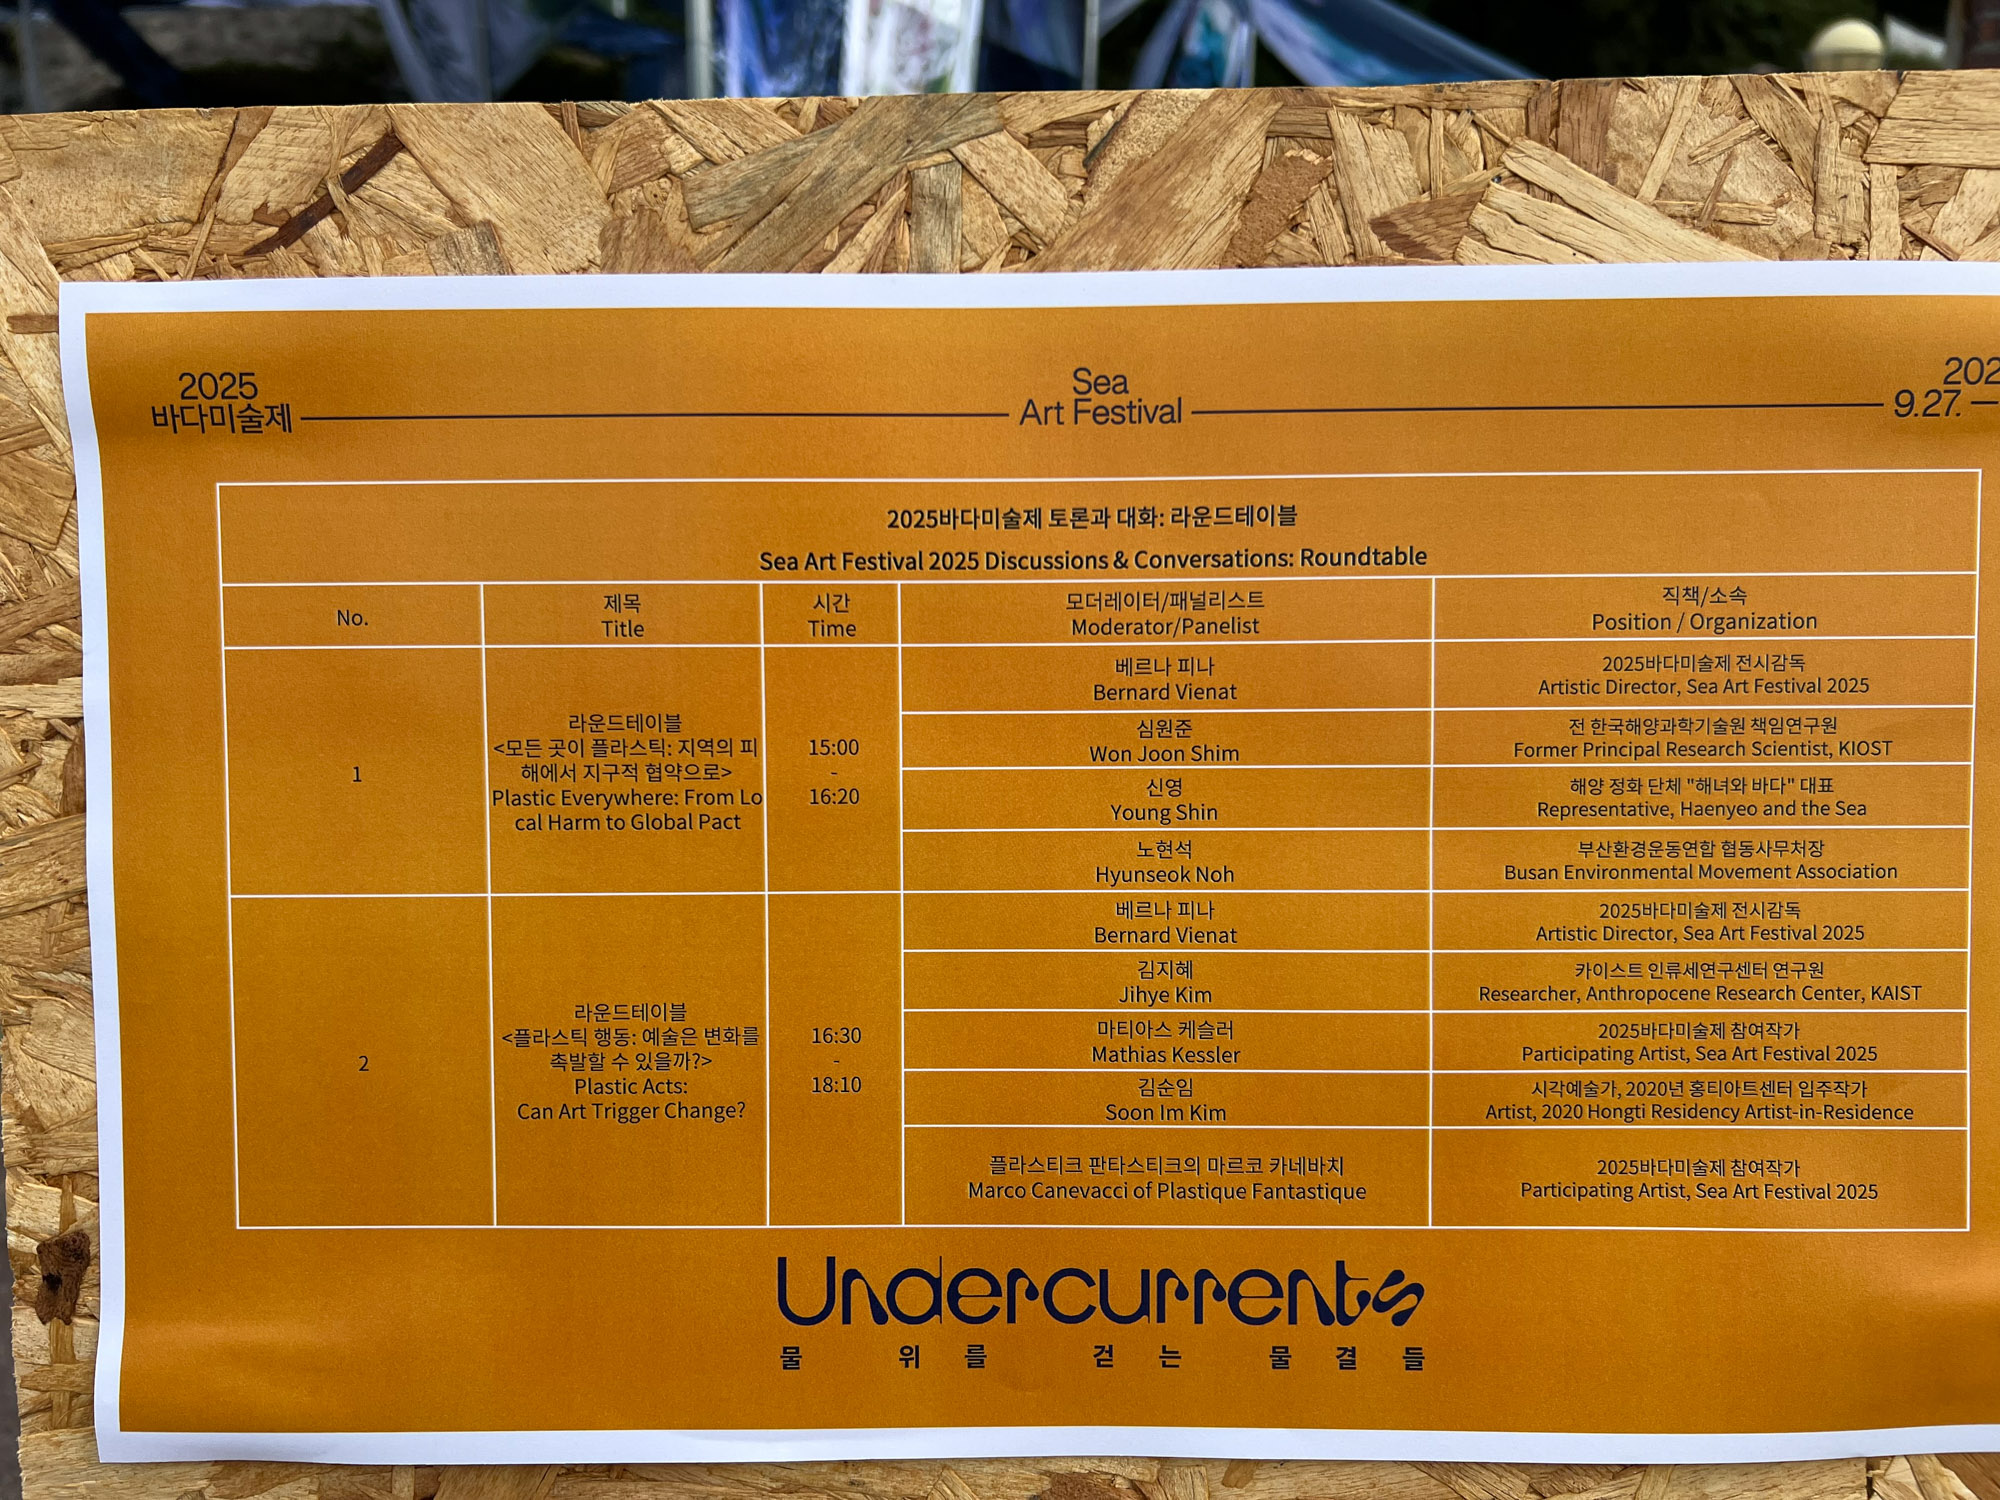 2025
바다미술제
Sea
Art Festival
9.27. —
2025바다미술제 토론과 대화: 라운드테이블
Sea Art Festival 2025 Discussions & Conversations: Roundtable
No.
제목
Title
시간
Time
모더레이터/패널리스트
Moderator/Panelist
직책/소속
Position / Organization
1
라운드테이블
<모든 곳이 플라스틱: 지역의 피
해에서 지구적 협약으로>
Plastic Everywhere: From Lo
cal Harm to Global Pact
15:00
-
16:20
베르나 피나
Bernard Vienat
2025바다미술제 전시감독
Artistic Director, Sea Art Festival 2025
심원준
Won Joon Shim
전 한국해양과학기술원 책임연구원
Former Principal Research Scientist, KIOST
신영
Young Shin
해양 정화 단체 "해녀와 바다" 대표
Representative, Haenyeo and the Sea
노현석
Hyunseok Noh
부산환경운동연합 협동사무처장
Busan Environmental Movement Association
2
라운드테이블
<플라스틱 행동: 예술은 변화를
촉발할 수 있을까?>
Plastic Acts:
Can Art Trigger Change?
16:30
-
18:10
베르나 피나
Bernard Vienat
2025바다미술제 전시감독
Artistic Director, Sea Art Festival 2025
김지혜
Jihye Kim
카이스트 인류세연구센터 연구원
Researcher, Anthropocene Research Center, KAIST
마티아스 케슬러
Mathias Kessler
2025바다미술제 참여작가
Participating Artist, Sea Art Festival 2025
김순임
Soon Im Kim
시각예술가, 2020년 홍티아트센터 입주작가
Artist, 2020 Hongti Residency Artist-in-Residence
플라스티크 판타스티크의 마르코 카네바치
Marco Canevacci of Plastique Fantastique
2025바다미술제 참여작가
Participating Artist, Sea Art Festival 2025
Undercurrents
물 위를 걷는 물결들